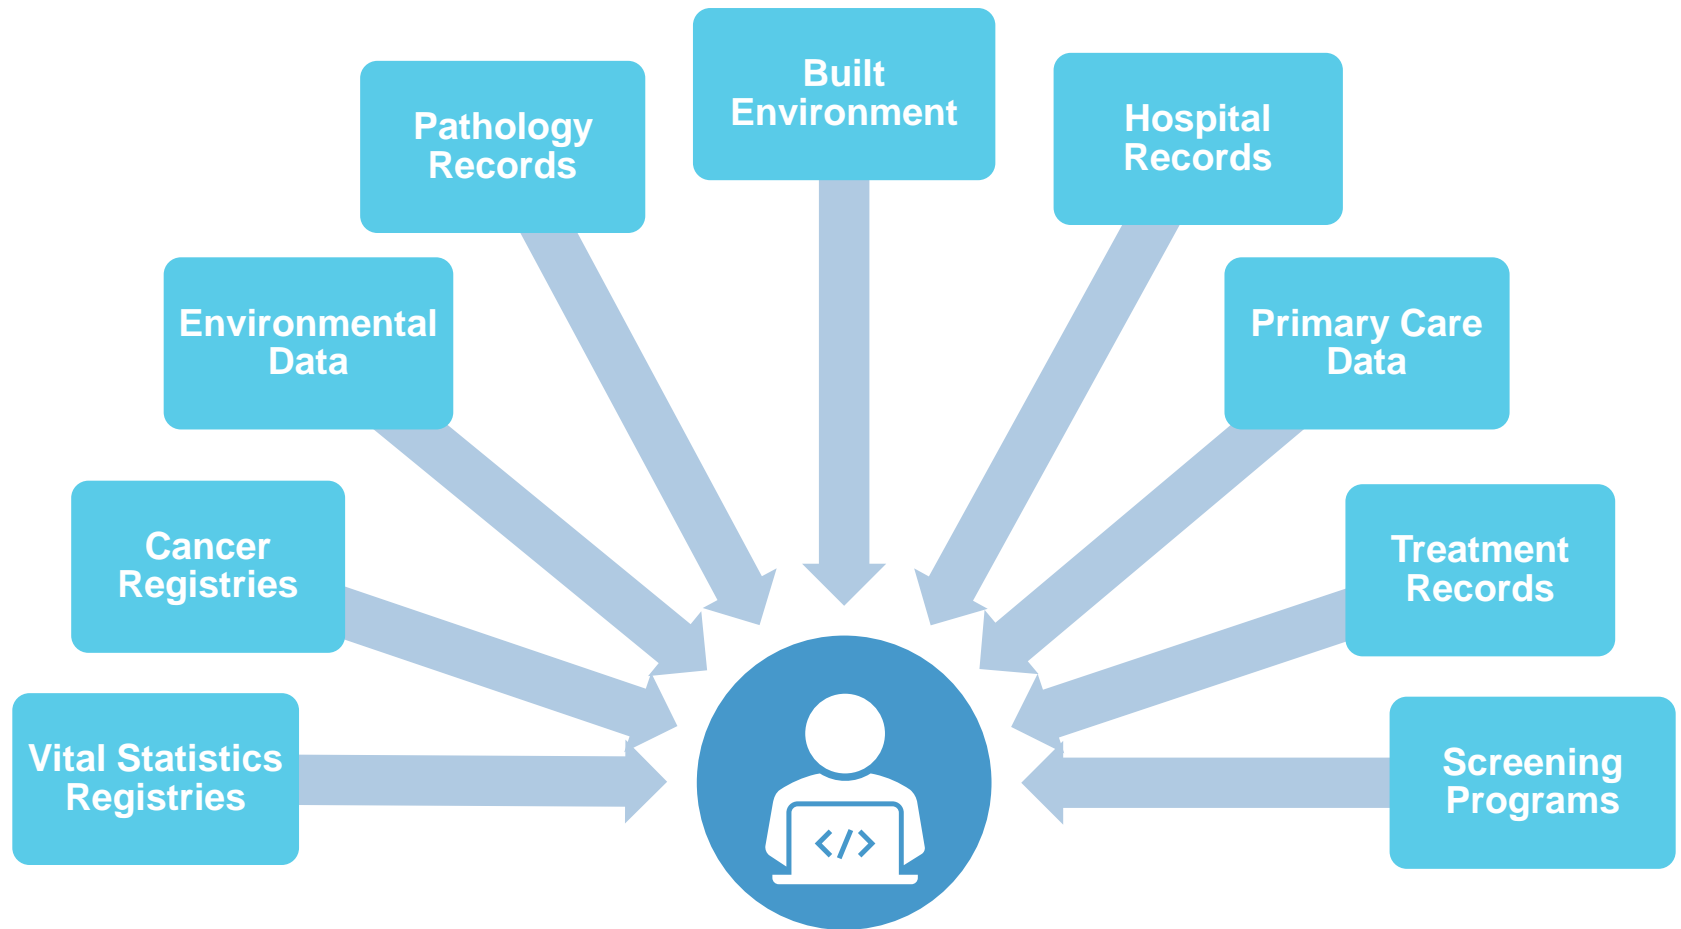 Built
Environment
Pathology
Records
Hospital
Records
Environmental
Data
Primary Care
Data
Cancer
Registries
Treatment
Records
Vital Statistics
Registries
Screening
Programs
</>